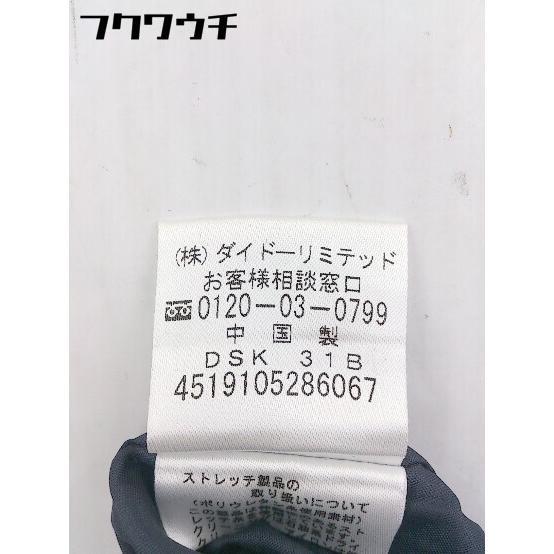 フクワウチ
(株)ダイドーリミテッド
お客様相談窓口
0120-03-0799
中国製
DSK 31B
4519105286067
ストレッチ製品の
取り扱いについて